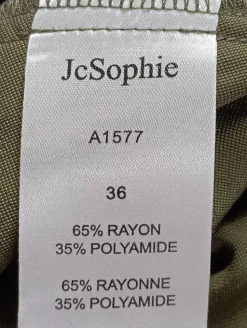 JcSophie
A1577
36
65% RAYON
35% POLYAMIDE
65% RAYONNE
35% POLYAMIDE